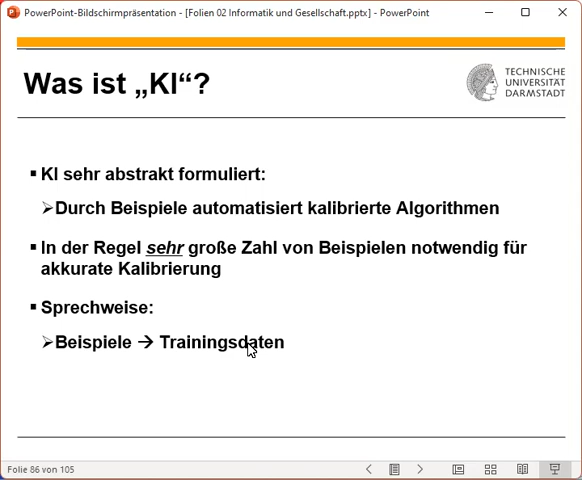 PowerPoint-Bildschirmpräsentation - [Folien 02 Informatik und Gesellschaft.pptx] - PowerPoint
Was ist „KI“?
TECHNISCHE
UNIVERSITÄT
DARMSTADT
▪ KI sehr abstrakt formuliert:
➢Durch Beispiele automatisiert kalibrierte Algorithmen
▪ In der Regel sehr große Zahl von Beispielen notwendig für
akkurate Kalibrierung
▪ Sprechweise:
➢Beispiele → Trainingsdaten
Folie 86 von 105